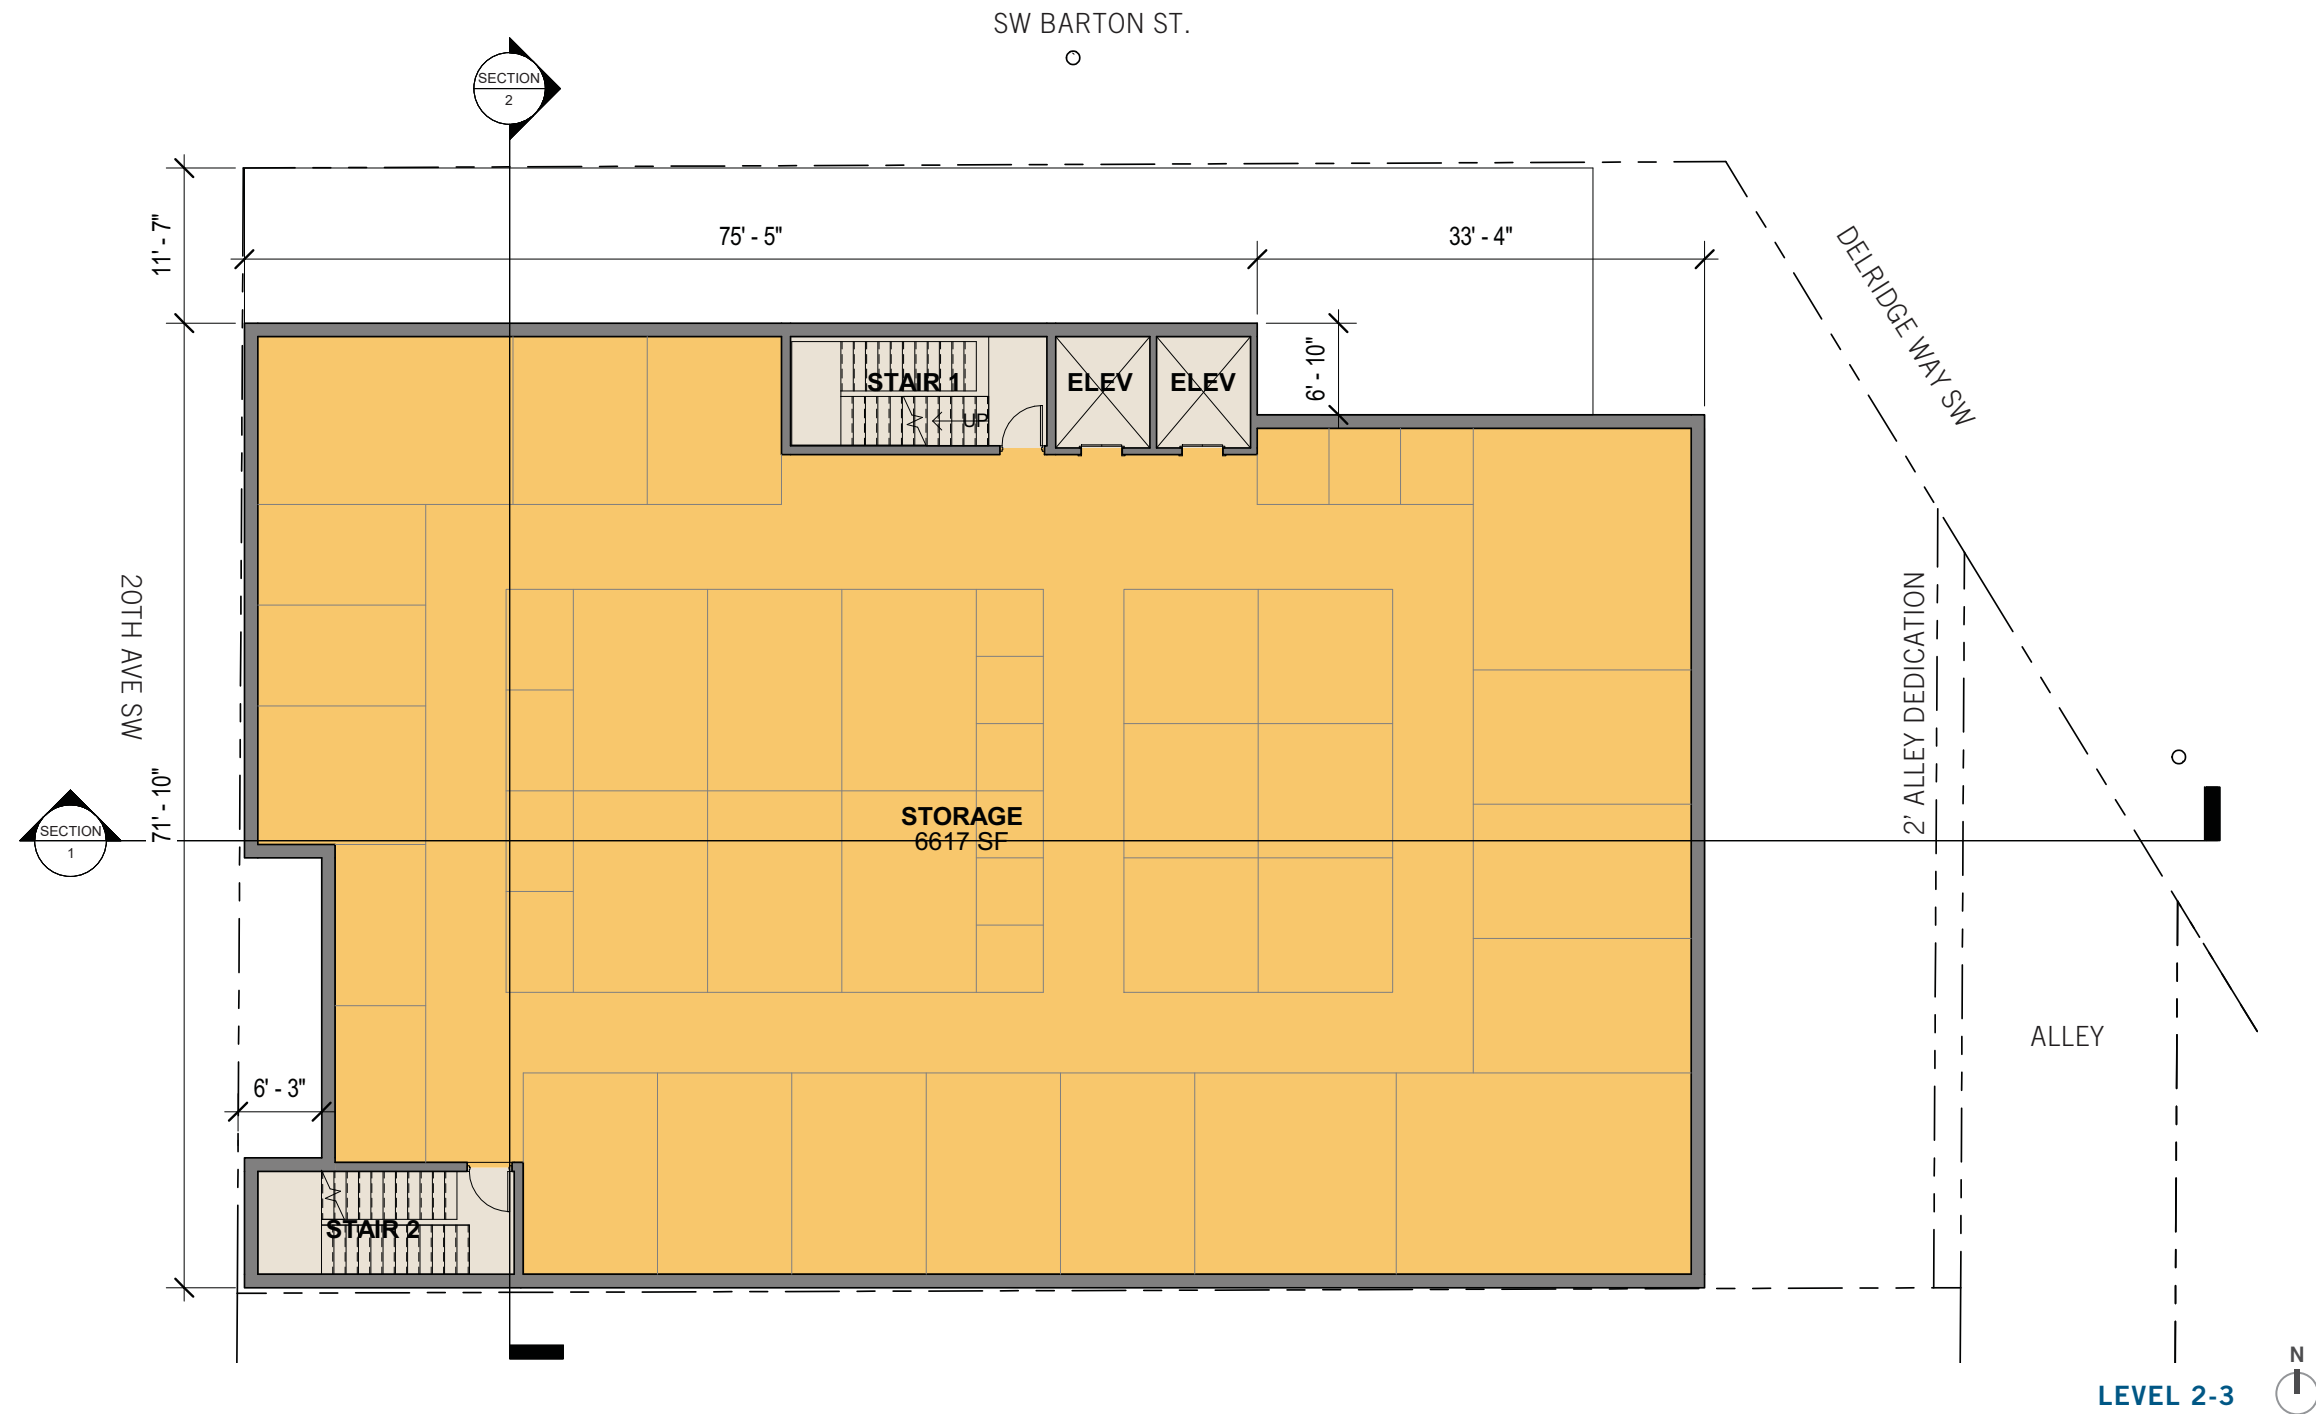 SW BARTON ST.
SECTION
2
11' - 7"
75' - 5"
33' - 4"
DELRIDGE WAY SW
6' - 10"
STAIR 1
ELEV
ELEV
UP
20TH AVE SW
2' ALLEY DEDICATION
71' - 10"
STORAGE
6617 SF
SECTION
1
ALLEY
6' - 3"
STAIR 2
N
LEVEL 2-3